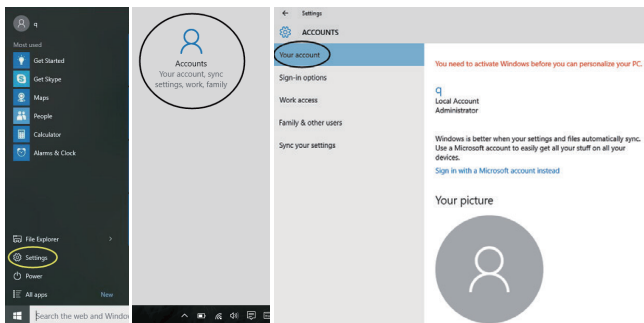 q
Most used
Get Started
Get Skype
Maps
People
Calculator
Alarms & Clock
File Explorer
Settings
Power
All apps New
Search the web and Window
Accounts
Your account, sync
settings, work, family
Settings
ACCOUNTS
Your account
Sign-in options
Work access
Family & other users
Sync your settings
You need to activate Windows before you can personalize your PC.
q
Local Account
Administrator
Windows is better when your settings and files automatically sync.
Use a Microsoft account to easily get all your stuff on all your
devices.
Sign in with a Microsoft account instead
Your picture